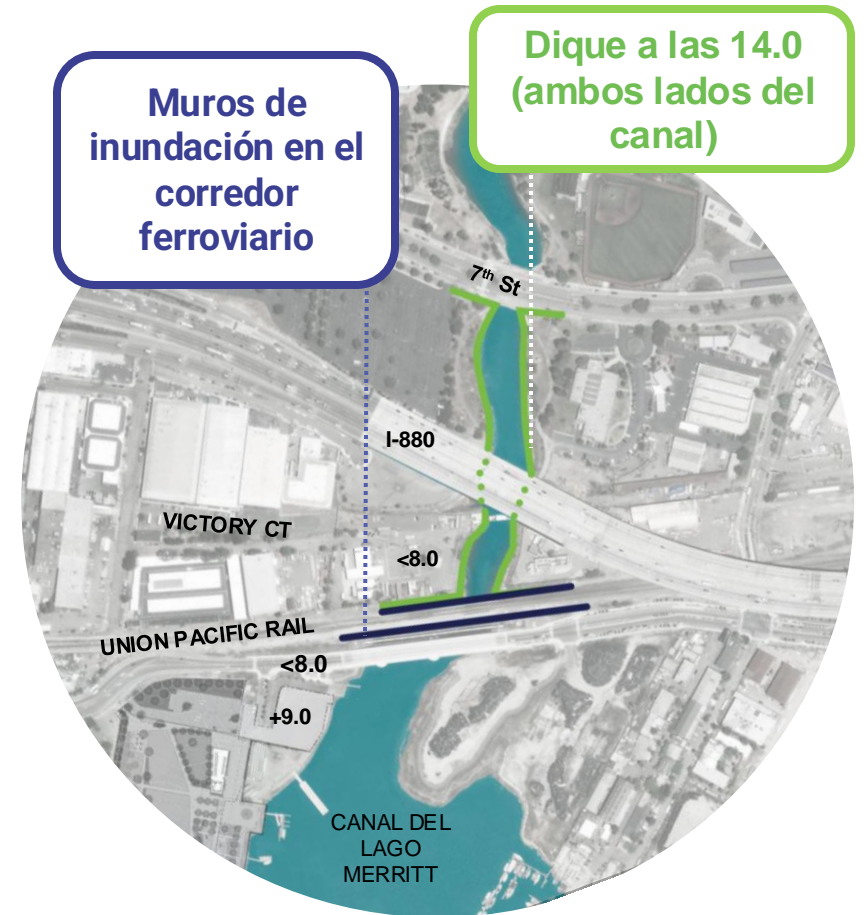 Dique a las 14.0
(ambos lados del
canal)
Muros de
inundación en el
corredor
ferroviario
7th St
I-880
VICTORY CT
<8.0
UNION PACIFIC RAIL
<8.0
+9.0
CANAL DEL
LAGO
MERRITT